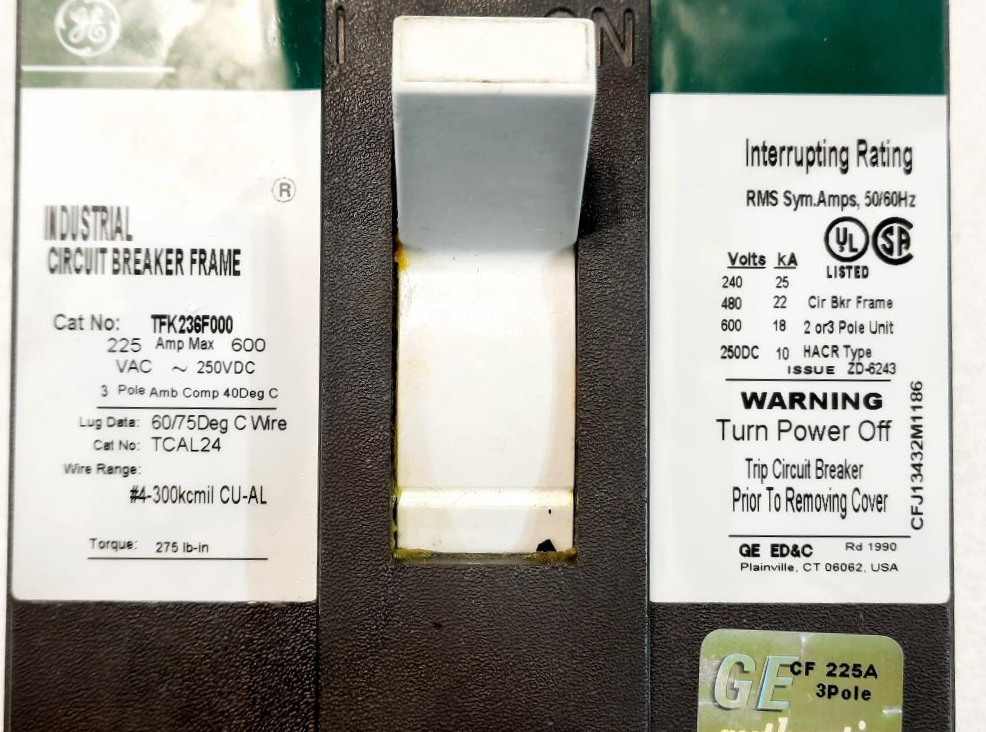 GE
I ON
®
INDUSTRIAL
CIRCUIT BREAKER FRAME
Cat No: TFK236F000
225 Amp Max 600
VAC ~ 250VDC
3 Pole Amb Comp 40Deg C
Lug Data: 60/75Deg C Wire
Cat No: TCAL24
Wire Range:
#4-300kcmil CU-AL
Torque: 275 lb-in
Interrupting Rating
RMS Sym.Amps, 50/60Hz
UL SA
LISTED
Volts kA
240 25
480 22 Cir Bkr Frame
600 18 2 or3 Pole Unit
250DC 10 HACR Type
ISSUE ZD-6243
WARNING
Turn Power Off
Trip Circuit Breaker
Prior To Removing Cover
GE ED&C Rd 1990
Plainville, CT 06062, USA
CFJ13432M1186
GE CF 225A
3Pole